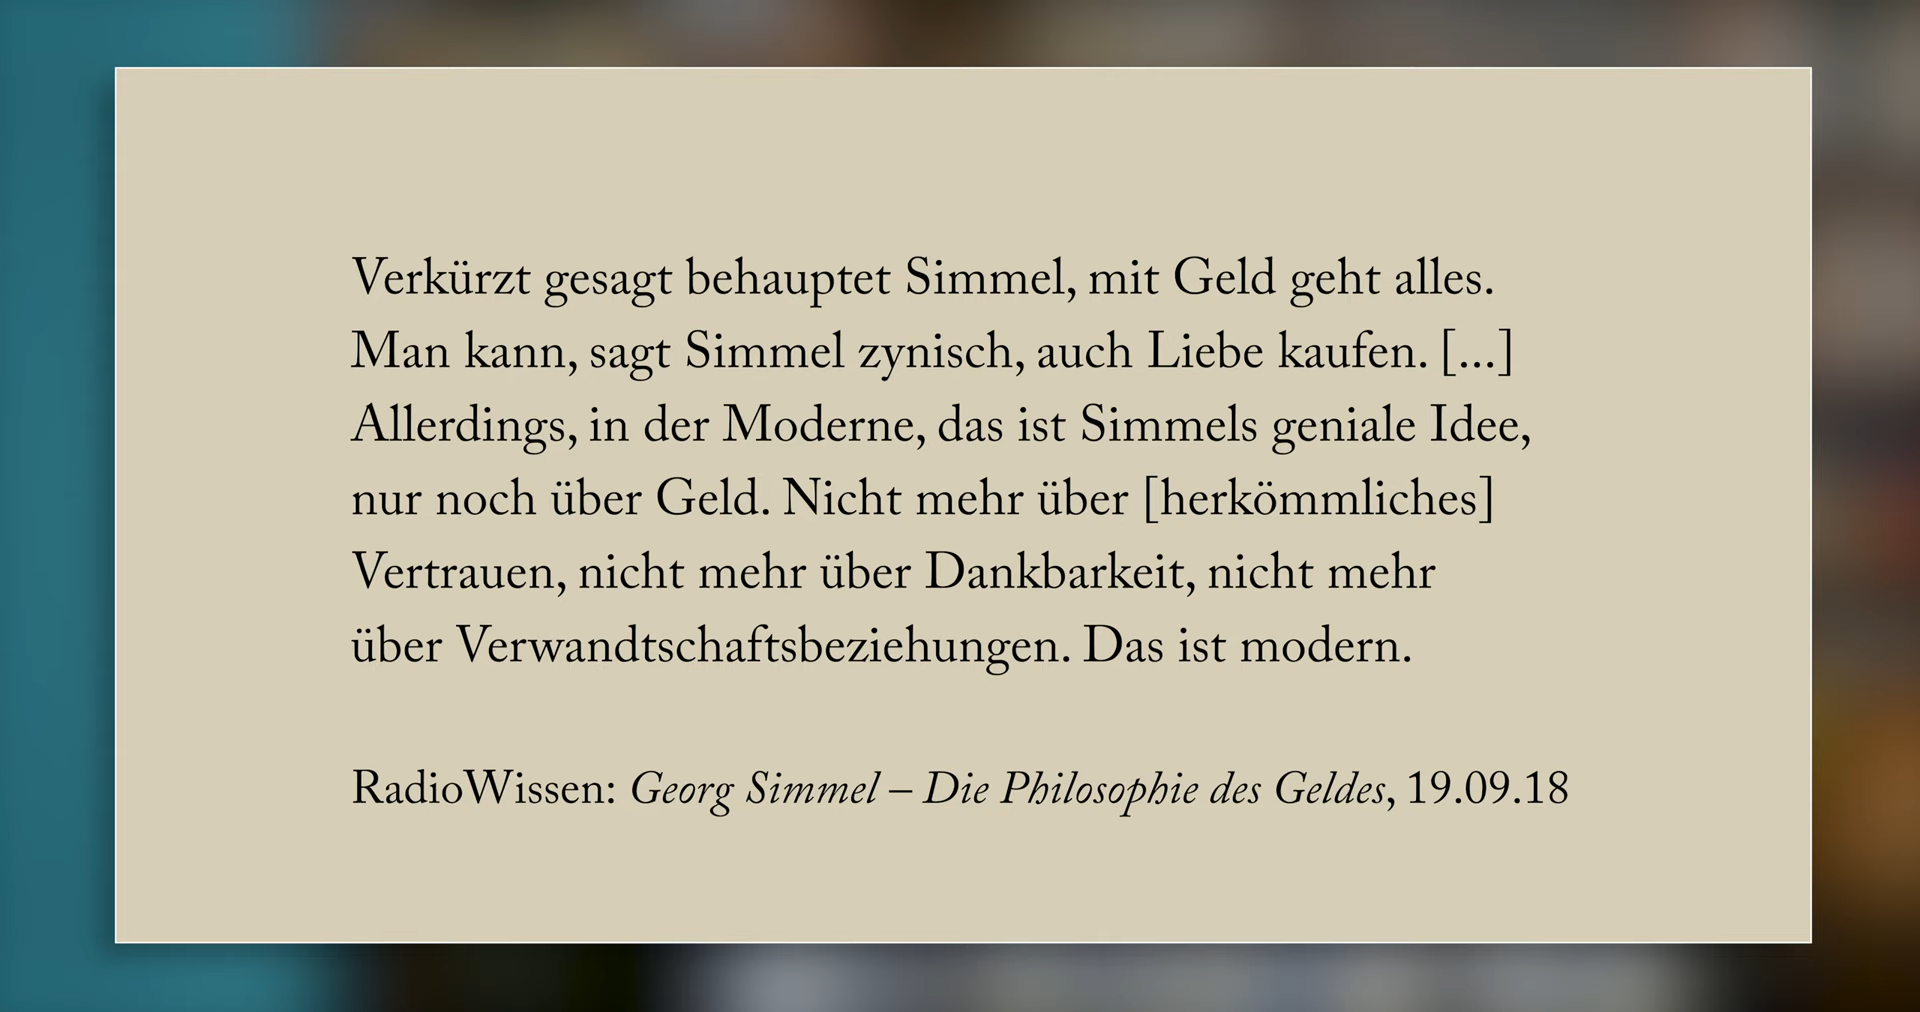 Verkürzt gesagt behauptet Simmel, mit Geld geht alles.
Man kann, sagt Simmel zynisch, auch Liebe kaufen. [...]
Allerdings, in der Moderne, das ist Simmels geniale Idee,
nur noch über Geld. Nicht mehr über [herkömmliches]
Vertrauen, nicht mehr über Dankbarkeit, nicht mehr
über Verwandtschaftsbeziehungen. Das ist modern.
RadioWissen: Georg Simmel – Die Philosophie des Geldes, 19.09.18